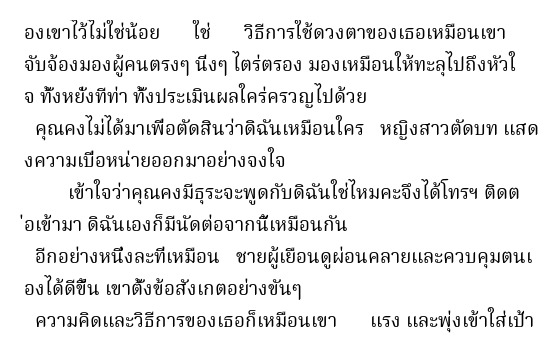 องเขาไว้ไม่ใช่น้อย ใช่ วิธีการใช้ดวงตาของเธอเหมือนเขา
จับจ้องมองผู้คนตรงๆ นิ่งๆ ไตร่ตรอง มองเหมือนให้ทะลุไปถึงหัวใ
จ ทั้งหยั่งทีท่า ทั้งประเมินผลใคร่ครวญไปด้วย
คุณคงไม่ได้มาเพื่อตัดสินว่าดิฉันเหมือนใคร หญิงสาวตัดบท แสด
งความเบื่อหน่ายออกมาอย่างจงใจ
เข้าใจว่าคุณคงมีธุระจะพูดกับดิฉันใช่ไหมคะจึงได้โทรฯ ติดต
่อเข้ามา ดิฉันเองก็มีนัดต่อจากนี้เหมือนกัน
อีกอย่างหนึ่งละที่เหมือน ชายผู้เยือนดูผ่อนคลายและควบคุมตนเ
องได้ดีขึ้น เขาตั้งข้อสังเกตอย่างขันๆ
ความคิดและวิธีการของเธอก็เหมือนเขา แรง และพุ่งเข้าใส่เป้า